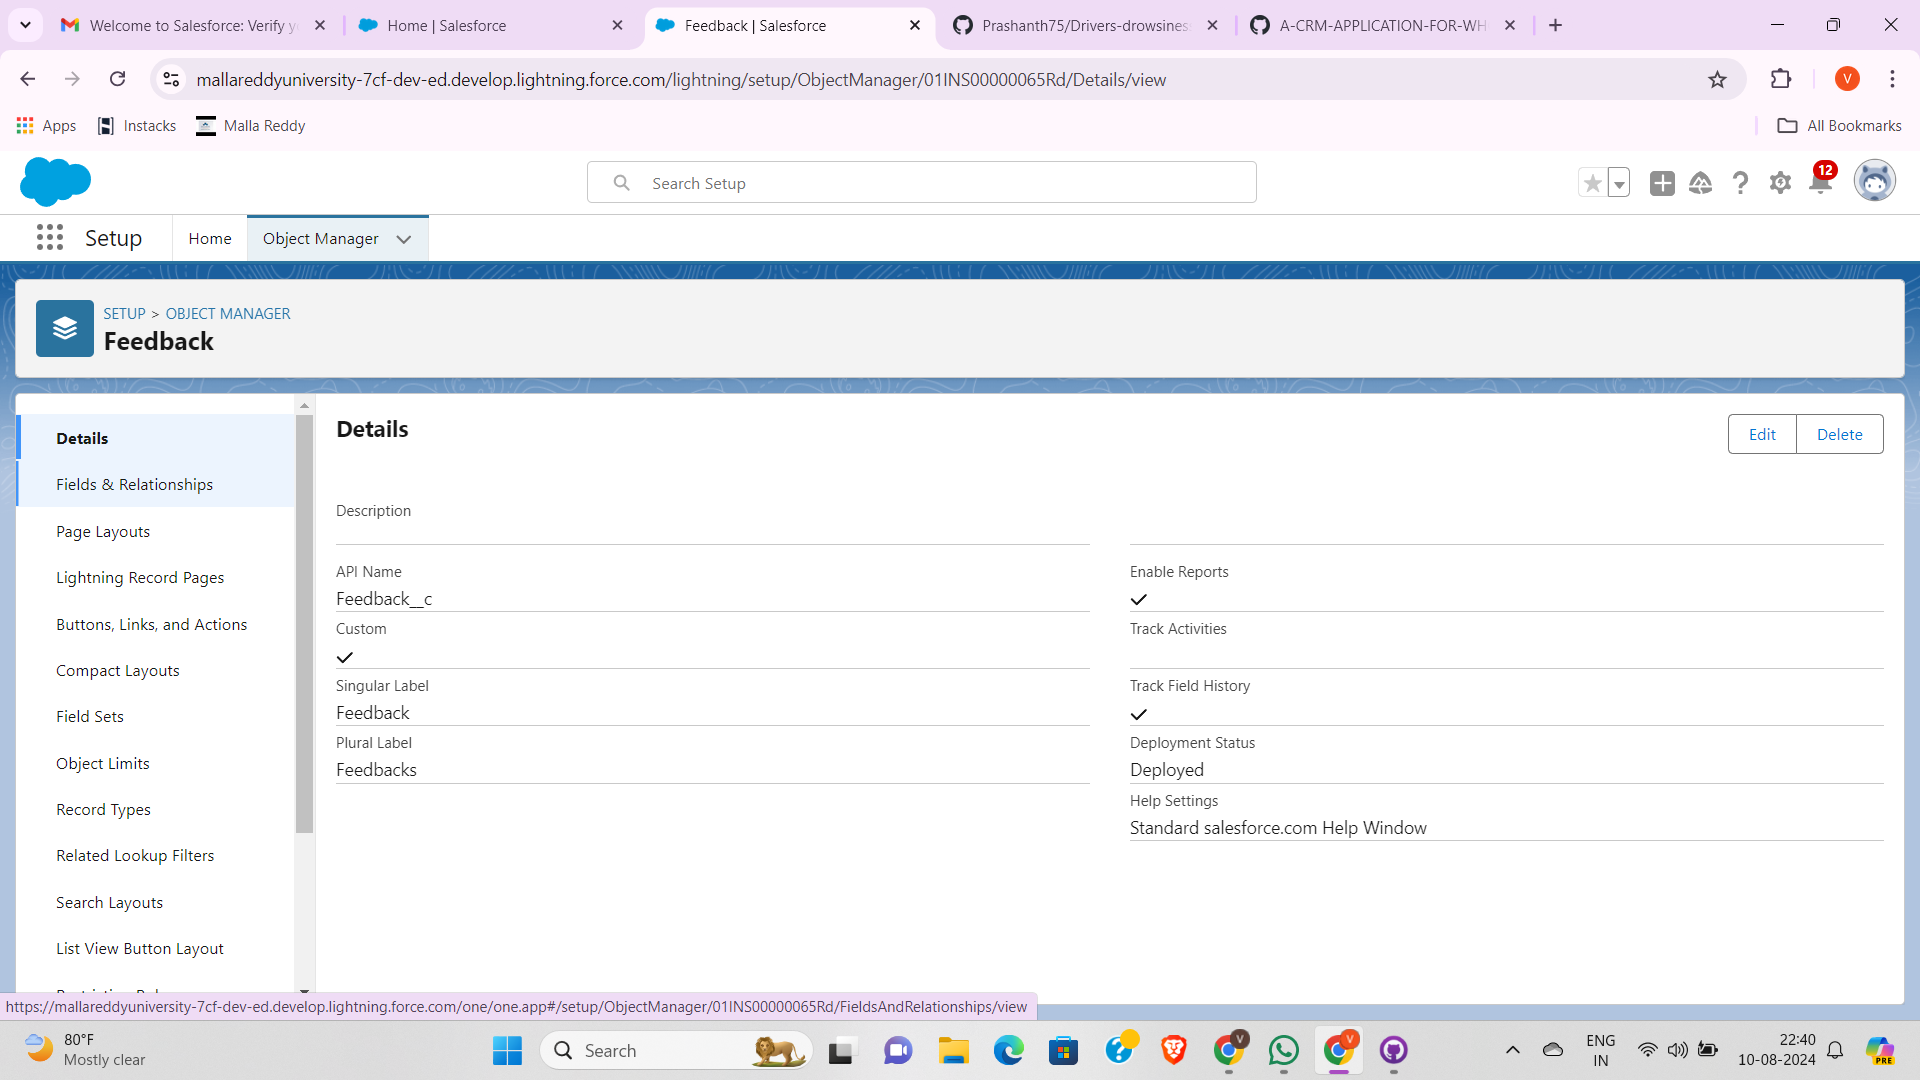 Welcome to Salesforce: Verify y
Home | Salesforce
Feedback | Salesforce
Prashanth75/Drivers-drowsines
A-CRM-APPLICATION-FOR-WH
mallareddyuniversity-7cf-dev-ed.develop.lightning.force.com/lightning/setup/ObjectManager/01INS00000065Rd/Details/view
V
Apps
Instacks
Malla Reddy
All Bookmarks
Search Setup
12
Setup
Home
Object Manager
SETUP > OBJECT MANAGER
Feedback
Details
Fields & Relationships
Page Layouts
Lightning Record Pages
Buttons, Links, and Actions
Compact Layouts
Field Sets
Object Limits
Record Types
Related Lookup Filters
Search Layouts
List View Button Layout
Details
Edit
Delete
Description
API Name
Feedback__c
Custom
Singular Label
Feedback
Plural Label
Feedbacks
Enable Reports
Track Activities
Track Field History
Deployment Status
Deployed
Help Settings
Standard salesforce.com Help Window
https://mallareddyuniversity-7cf-dev-ed.develop.lightning.force.com/one/one.app#/setup/ObjectManager/01INS00000065Rd/FieldsAndRelationships/view
80°F
Mostly clear
Search
V
V
ENG
IN
22:40
10-08-2024
PRE